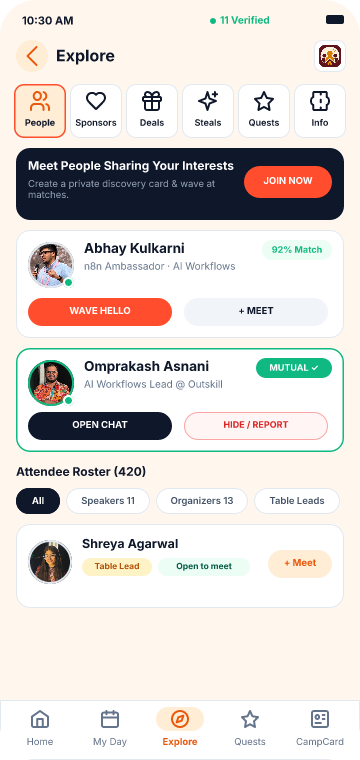 10:30 AM
11 Verified
Explore
People
Sponsors
Deals
Steals
Quests
Info
Meet People Sharing Your Interests
Create a private discovery card & wave at
matches.
JOIN NOW
Abhay Kulkarni
92% Match
n8n Ambassador · AI Workflows
WAVE HELLO
+ MEET
Omprakash Asnani
MUTUAL ✓
AI Workflows Lead @ Outskill
OPEN CHAT
HIDE / REPORT
Attendee Roster (420)
All
Speakers 11
Organizers 13
Table Leads
Shreya Agarwal
Table Lead
Open to meet
+ Meet
Home
My Day
Explore
Quests
CampCard